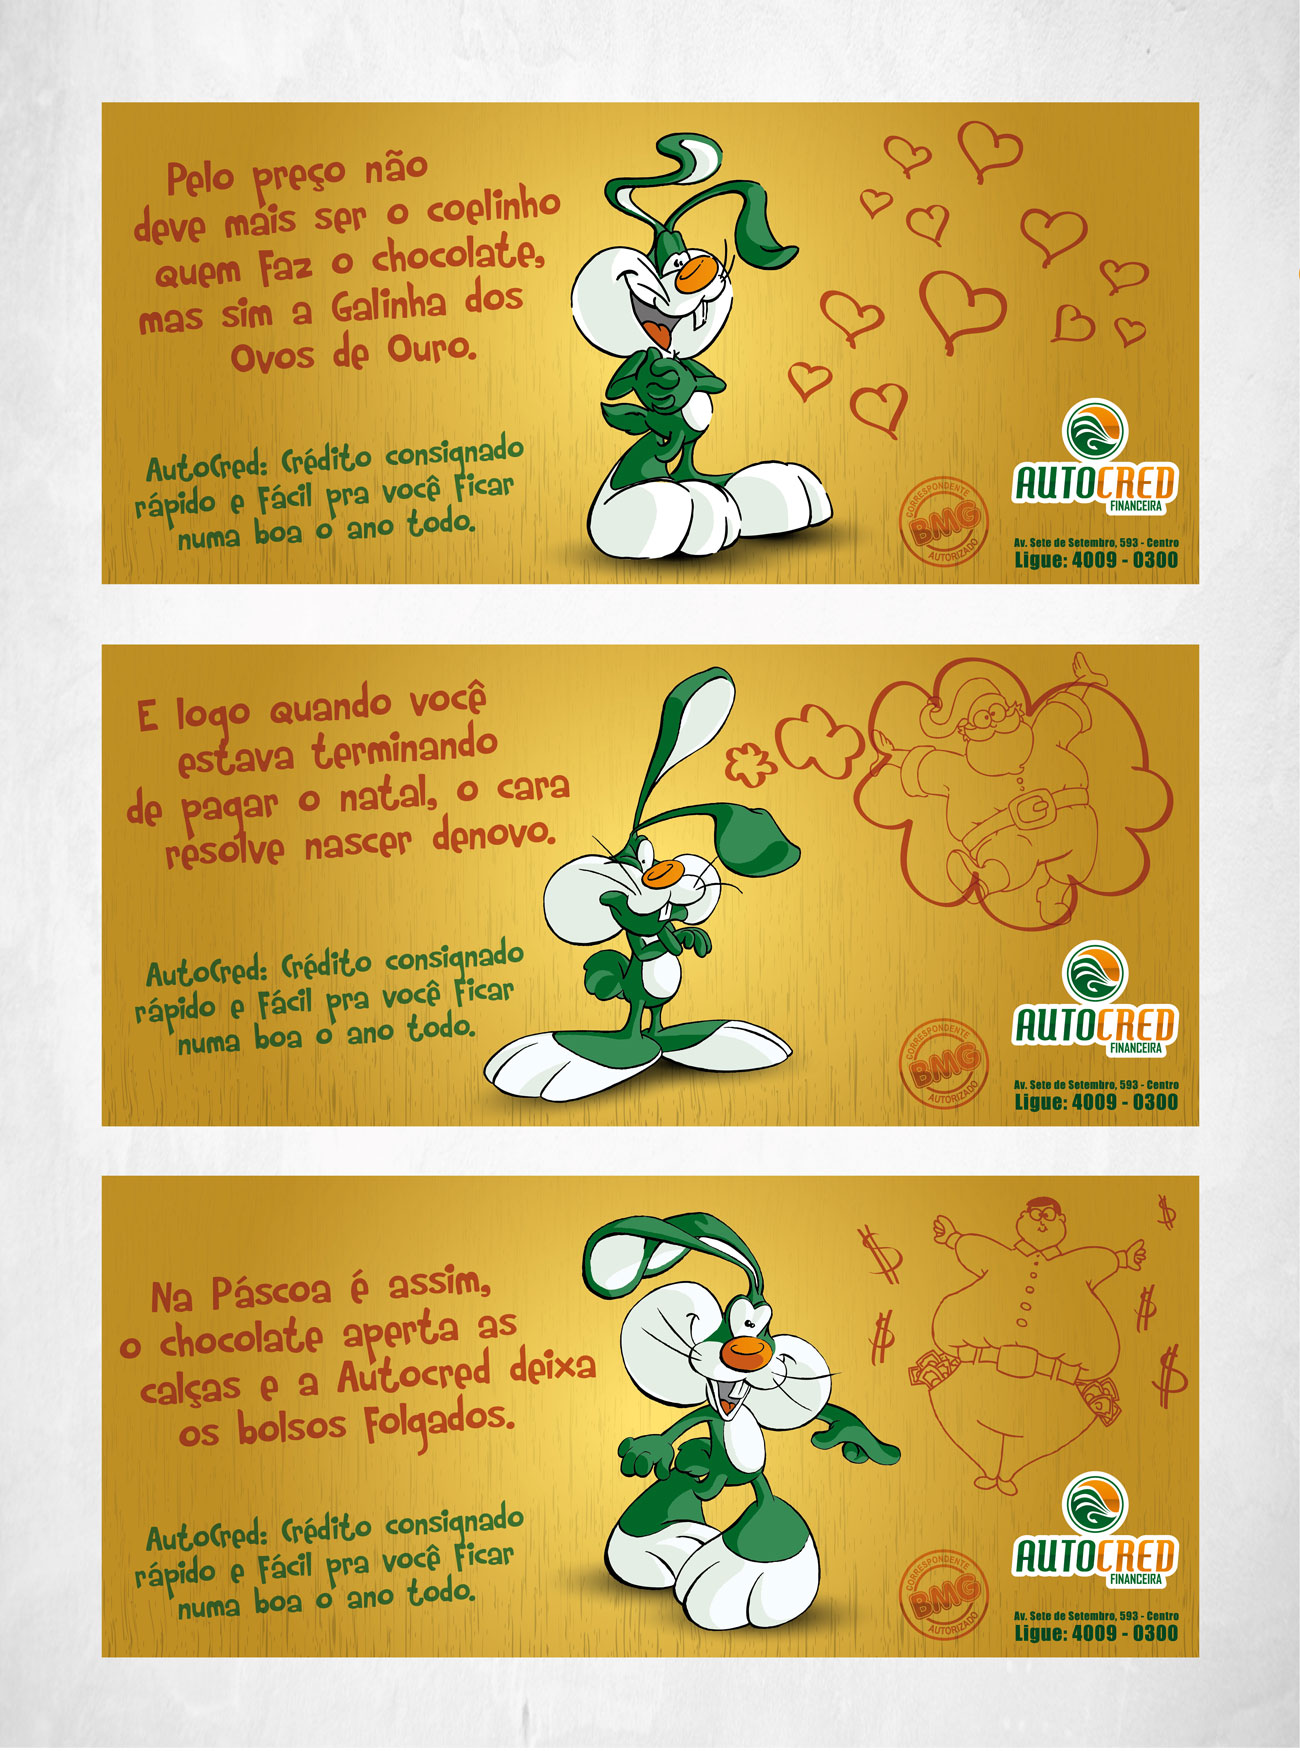 Pelo preço não
deve mais ser o coelinho
quem Faz o chocolate,
mas sim a Galinha dos
Ovos de Ouro.
AutoCred: Crédito consignado
rápido e Fácil pra você Ficar
numa boa o ano todo.
CORRESPONDENTE
BMG
AUTORIZADO
AUTOCRED
FINANCEIRA
Av. Sete de Setembro, 593 - Centro
Ligue: 4009 - 0300
E logo quando você
estava terminando
de pagar o natal, o cara
resolve nascer denovo.
AutoCred: Crédito consignado
rápido e Fácil pra você Ficar
numa boa o ano todo.
CORRESPONDENTE
BMG
AUTORIZADO
AUTOCRED
FINANCEIRA
Av. Sete de Setembro, 593 - Centro
Ligue: 4009 - 0300
Na Páscoa é assim,
o chocolate aperta as
calças e a Autocred deixa
os bolsos Folgados.
$
$
$
$
$
AutoCred: Crédito consignado
rápido e Fácil pra você Ficar
numa boa o ano todo.
CORRESPONDENTE
BMG
AUTORIZADO
AUTOCRED
FINANCEIRA
Av. Sete de Setembro, 593 - Centro
Ligue: 4009 - 0300